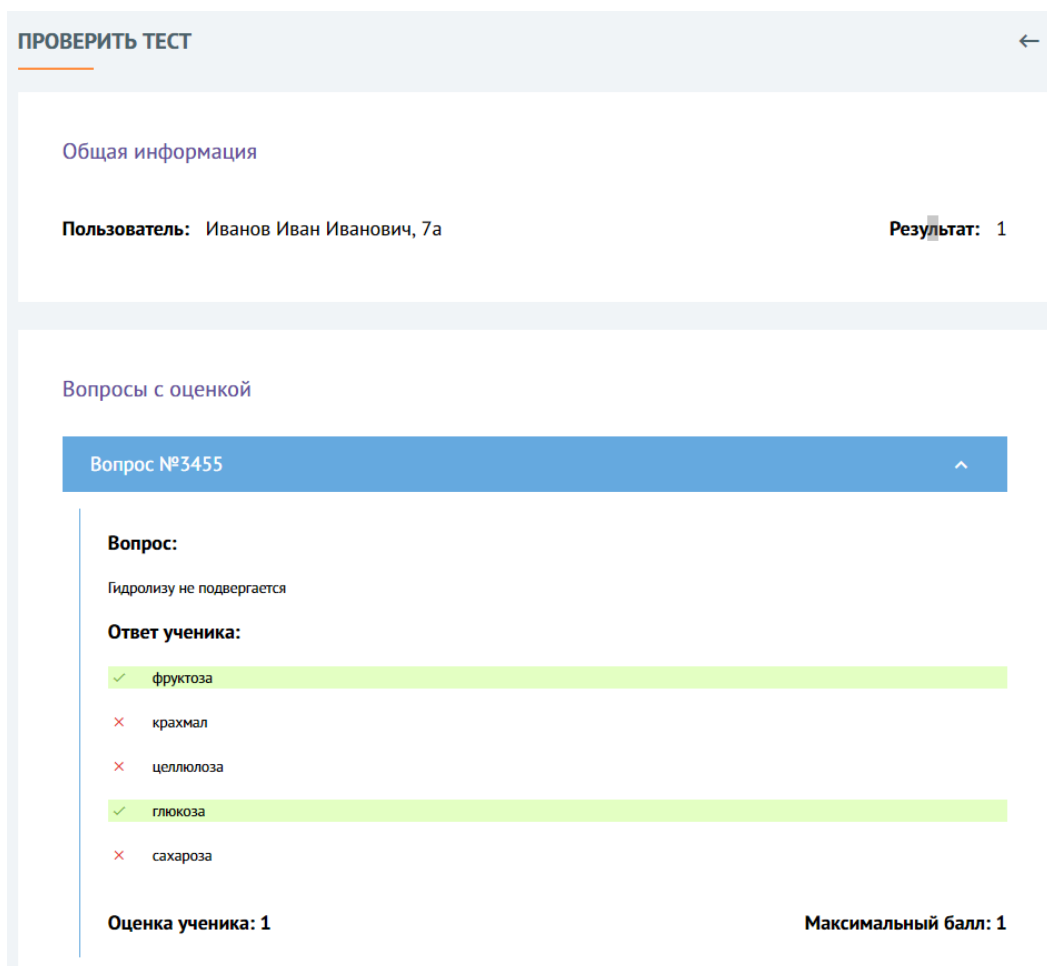 ПРОВЕРИТЬ ТЕСТ
Общая информация
Пользователь: Иванов Иван Иванович, 7а
Результат: 1
Вопросы с оценкой
Вопрос №3455
Вопрос:
Гидролизу не подвергается
Ответ ученика:
фруктоза
крахмал
целлюлоза
глюкоза
сахароза
Оценка ученика: 1
Максимальный балл: 1